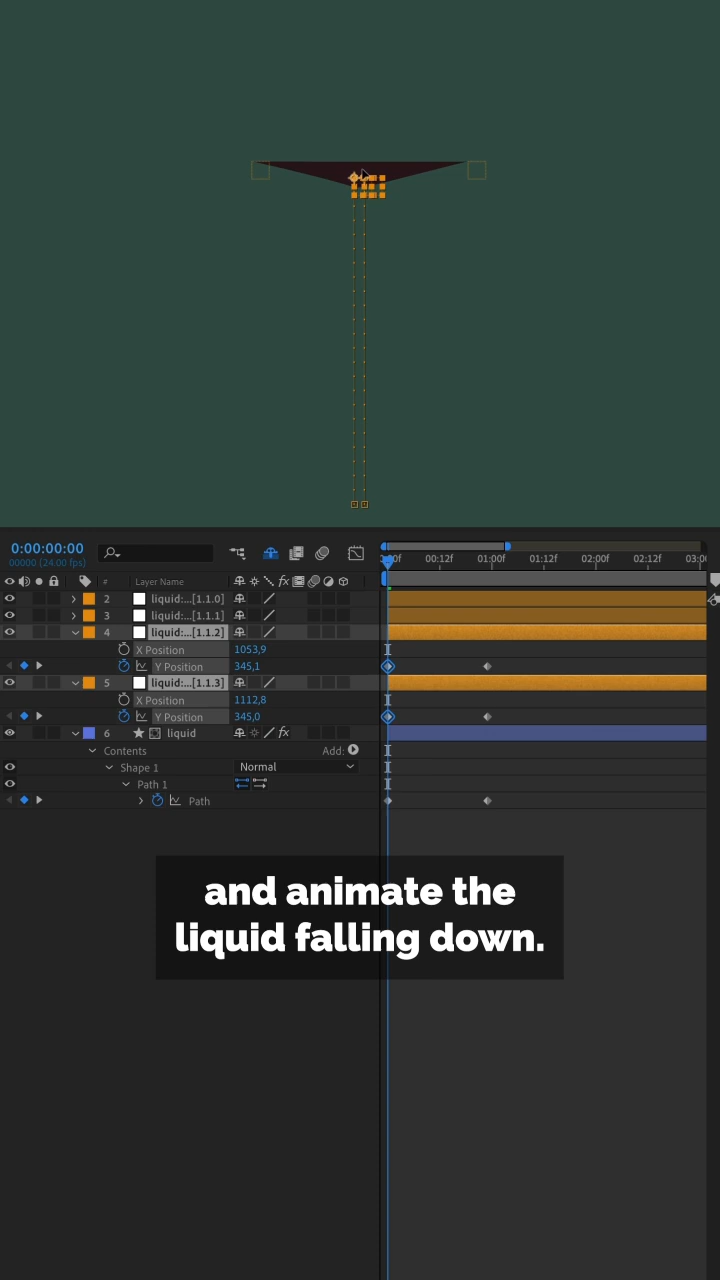 0:00:00:00
00000 (24.00 fps)
00:12f 01:00f 01:12f 02:00f 02:12f
# Layer Name fx
2 liquid:...[1.1.0]
3 liquid:...[1.1.1]
4 liquid:...[1.1.2]
X Position 1053,9
Y Position 345,1
5 liquid:...[1.1.3]
X Position 1112,8
Y Position 345,0
6 liquid fx
Contents Add:
Shape 1 Normal
Path 1
Path
and animate the
liquid falling down.